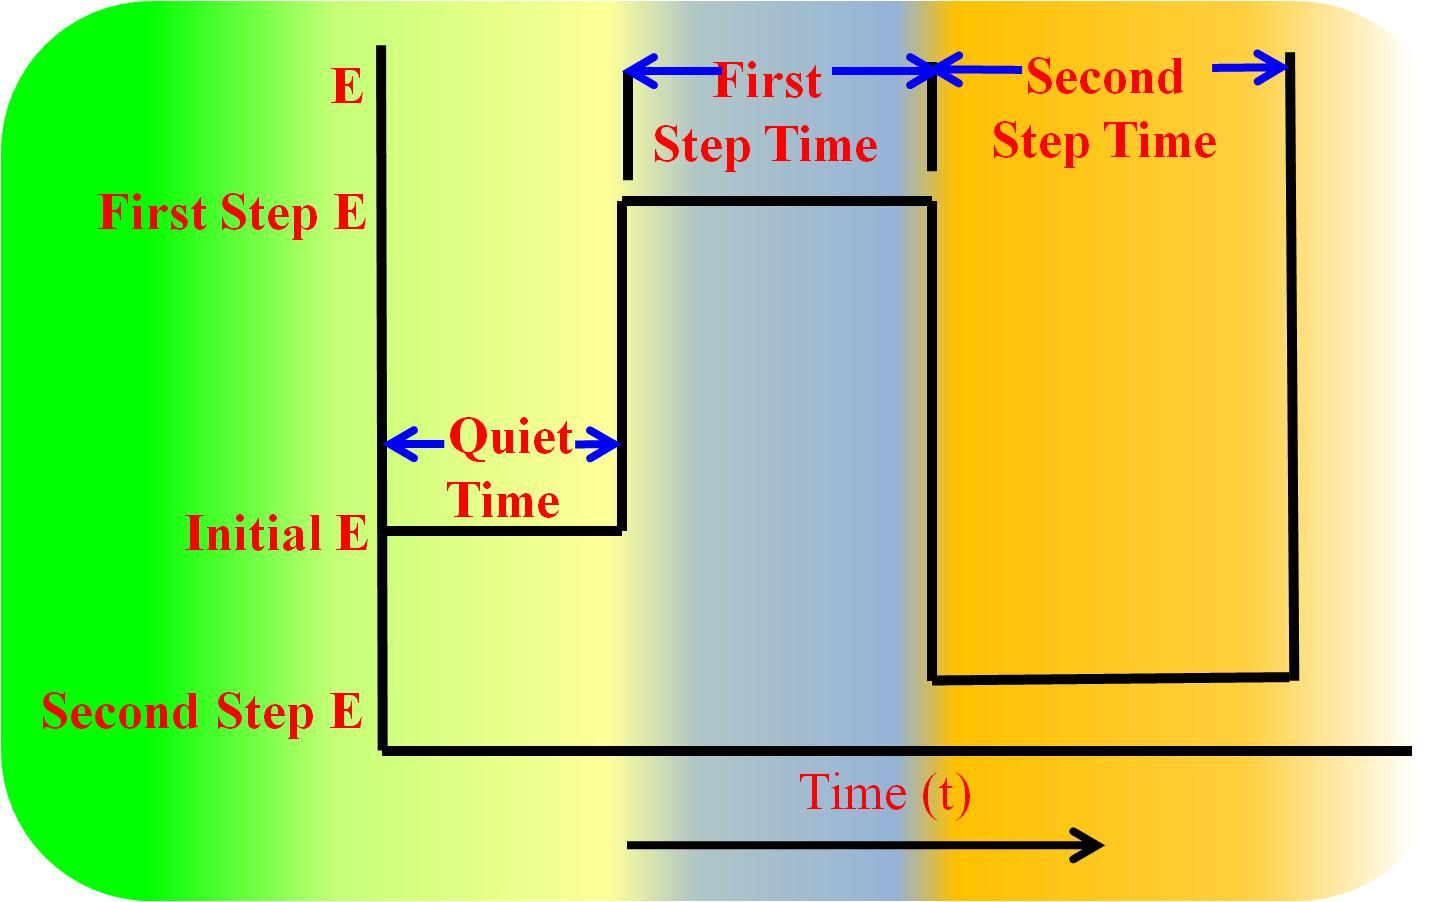 E
First
Step Time
Second
Step Time
First Step E
Quiet
Time
Initial E
Second Step E
Time (t)